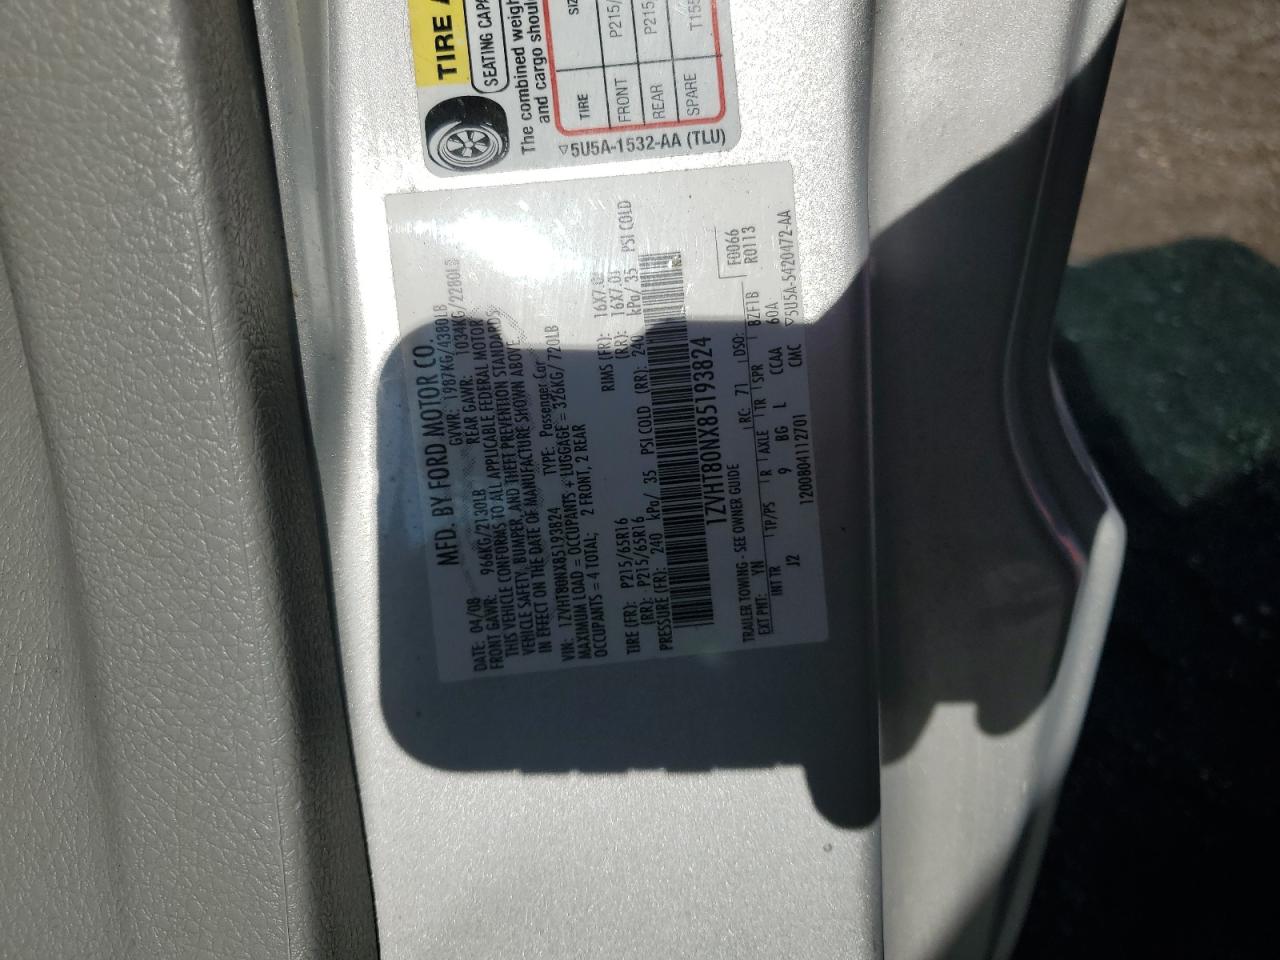 TIRE A
SEATING CAP
The combined weigh
and cargo shoul
TIRE SIZ
FRONT P215/
REAR P215
SPARE T155
▽5U5A-1532-AA (TLU)
MFD. BY FORD MOTOR CO.
DATE: 04/08 GVWR: 1987KG/4380LB
FRONT GAWR: 966KG/2130LB REAR GAWR: 1034KG/2280LB
THIS VEHICLE CONFORMS TO ALL APPLICABLE FEDERAL MOTOR
VEHICLE SAFETY, BUMPER, AND THEFT PREVENTION STANDARDS
IN EFFECT ON THE DATE OF MANUFACTURE SHOWN ABOVE.
VIN: 1ZVHT80NX85193824 TYPE: Passenger Car
MAXIMUM LOAD = OCCUPANTS + LUGGAGE = 326KG/ 720LB
OCCUPANTS = 4 TOTAL; 2 FRONT, 2 REAR
TIRE (FR): P215/65R16 RIMS (FR): 16X7.0J
(RR): P215/65R16 (RR): 16X7.0J
PRESSURE (FR): 240 kPa/ 35 PSI COLD (RR): 240 kPa/ 35 PSI COLD
1ZVHT80NX85193824
TRAILER TOWING - SEE OWNER GUIDE F0066
EXT PNT: YN RC: 71 DSO: R0113
INT TR TP/PS R AXLE TR SPR BZF1B
J2 9 BG L CCAA 60A
1200804112701 CMC ▽5U5A-5420472-AA